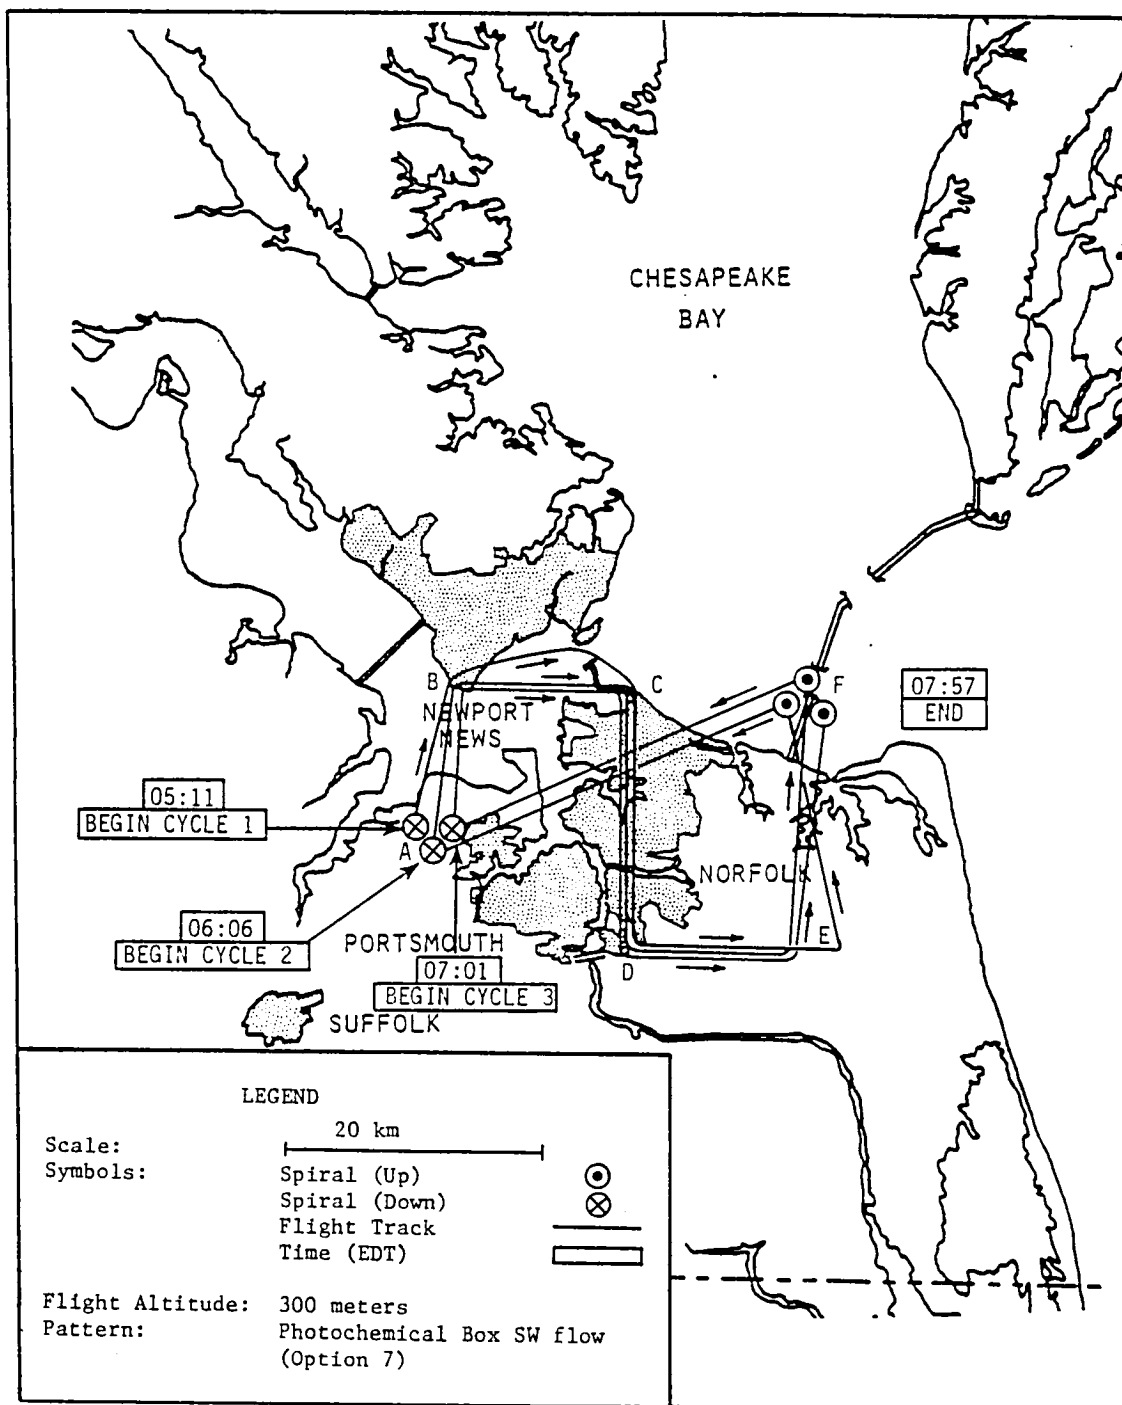 CHESAPEAKE
BAY
B
C
F
07:57
END
NEWPORT
NEWS
05:11
BEGIN CYCLE 1
A
NORFOLK
06:06
BEGIN CYCLE 2
PORTSMOUTH
E
D
07:01
BEGIN CYCLE 3
SUFFOLK
LEGEND
Scale: 20 km
Symbols: Spiral (Up)
Spiral (Down)
Flight Track
Time (EDT)
Flight Altitude: 300 meters
Pattern: Photochemical Box SW flow
(Option 7)